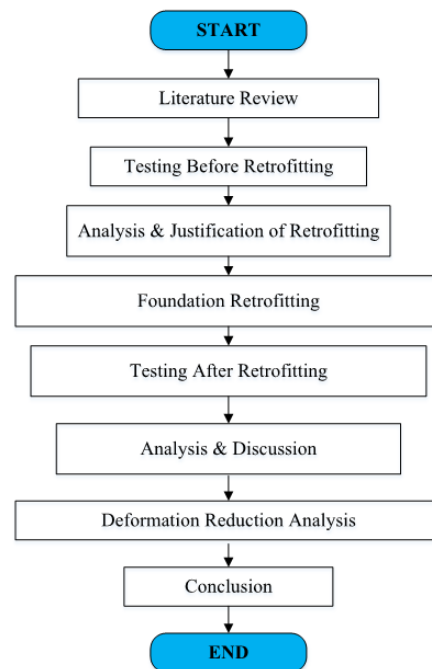 START
Literature Review
Testing Before Retrofitting
Analysis & Justification of Retrofitting
Foundation Retrofitting
Testing After Retrofitting
Analysis & Discussion
Deformation Reduction Analysis
Conclusion
END